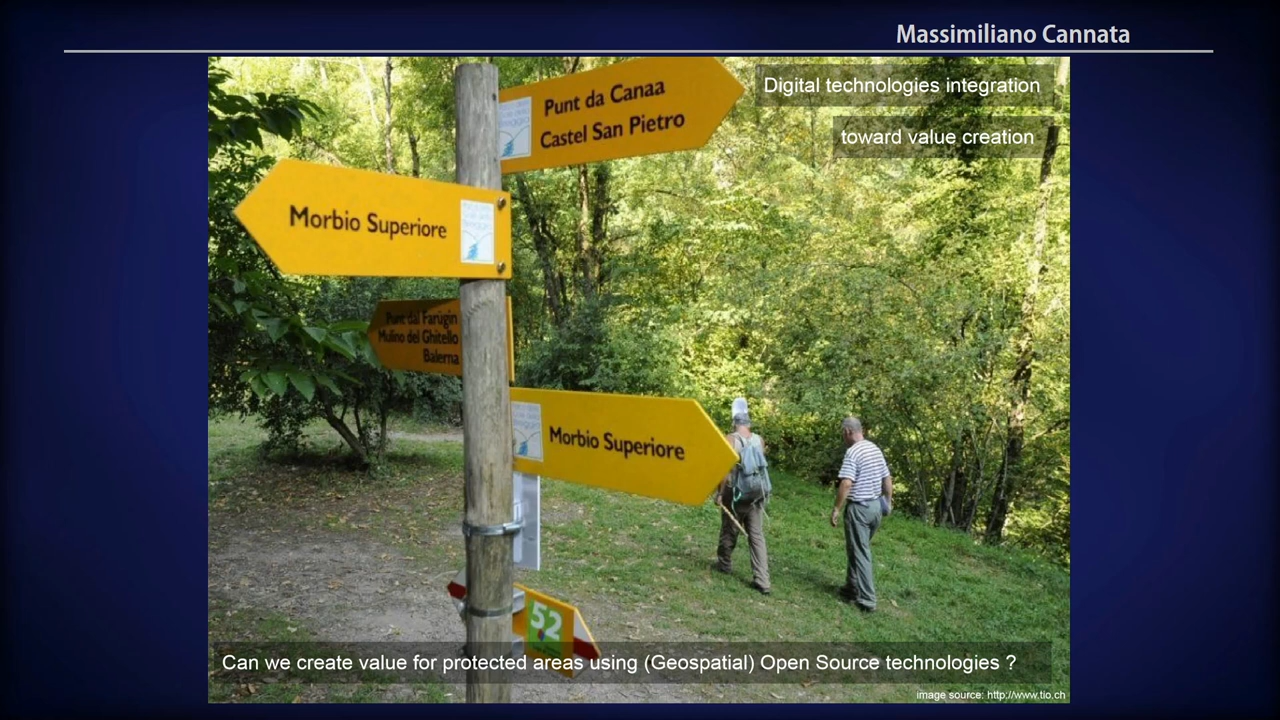 Massimiliano Cannata
Digital technologies integration
toward value creation
Punt da Canaa
Castel San Pietro
Morbio Superiore
Punt dal Farügin
Mulino del Ghitello
Balerna
Morbio Superiore
52
Can we create value for protected areas using (Geospatial) Open Source technologies ?
image source: http://www.tio.ch